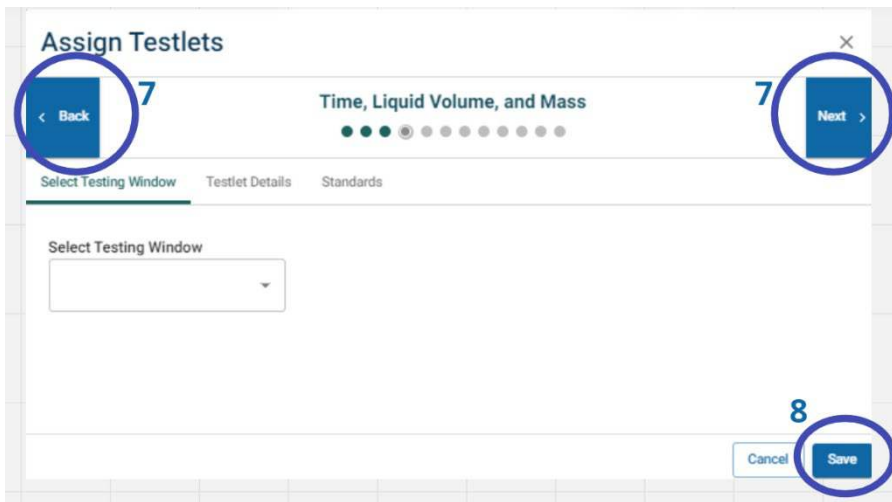 Assign Testlets
×
‹ Back
7
Time, Liquid Volume, and Mass
7
Next ›
Select Testing Window Testlet Details Standards
Select Testing Window
8
Cancel Save